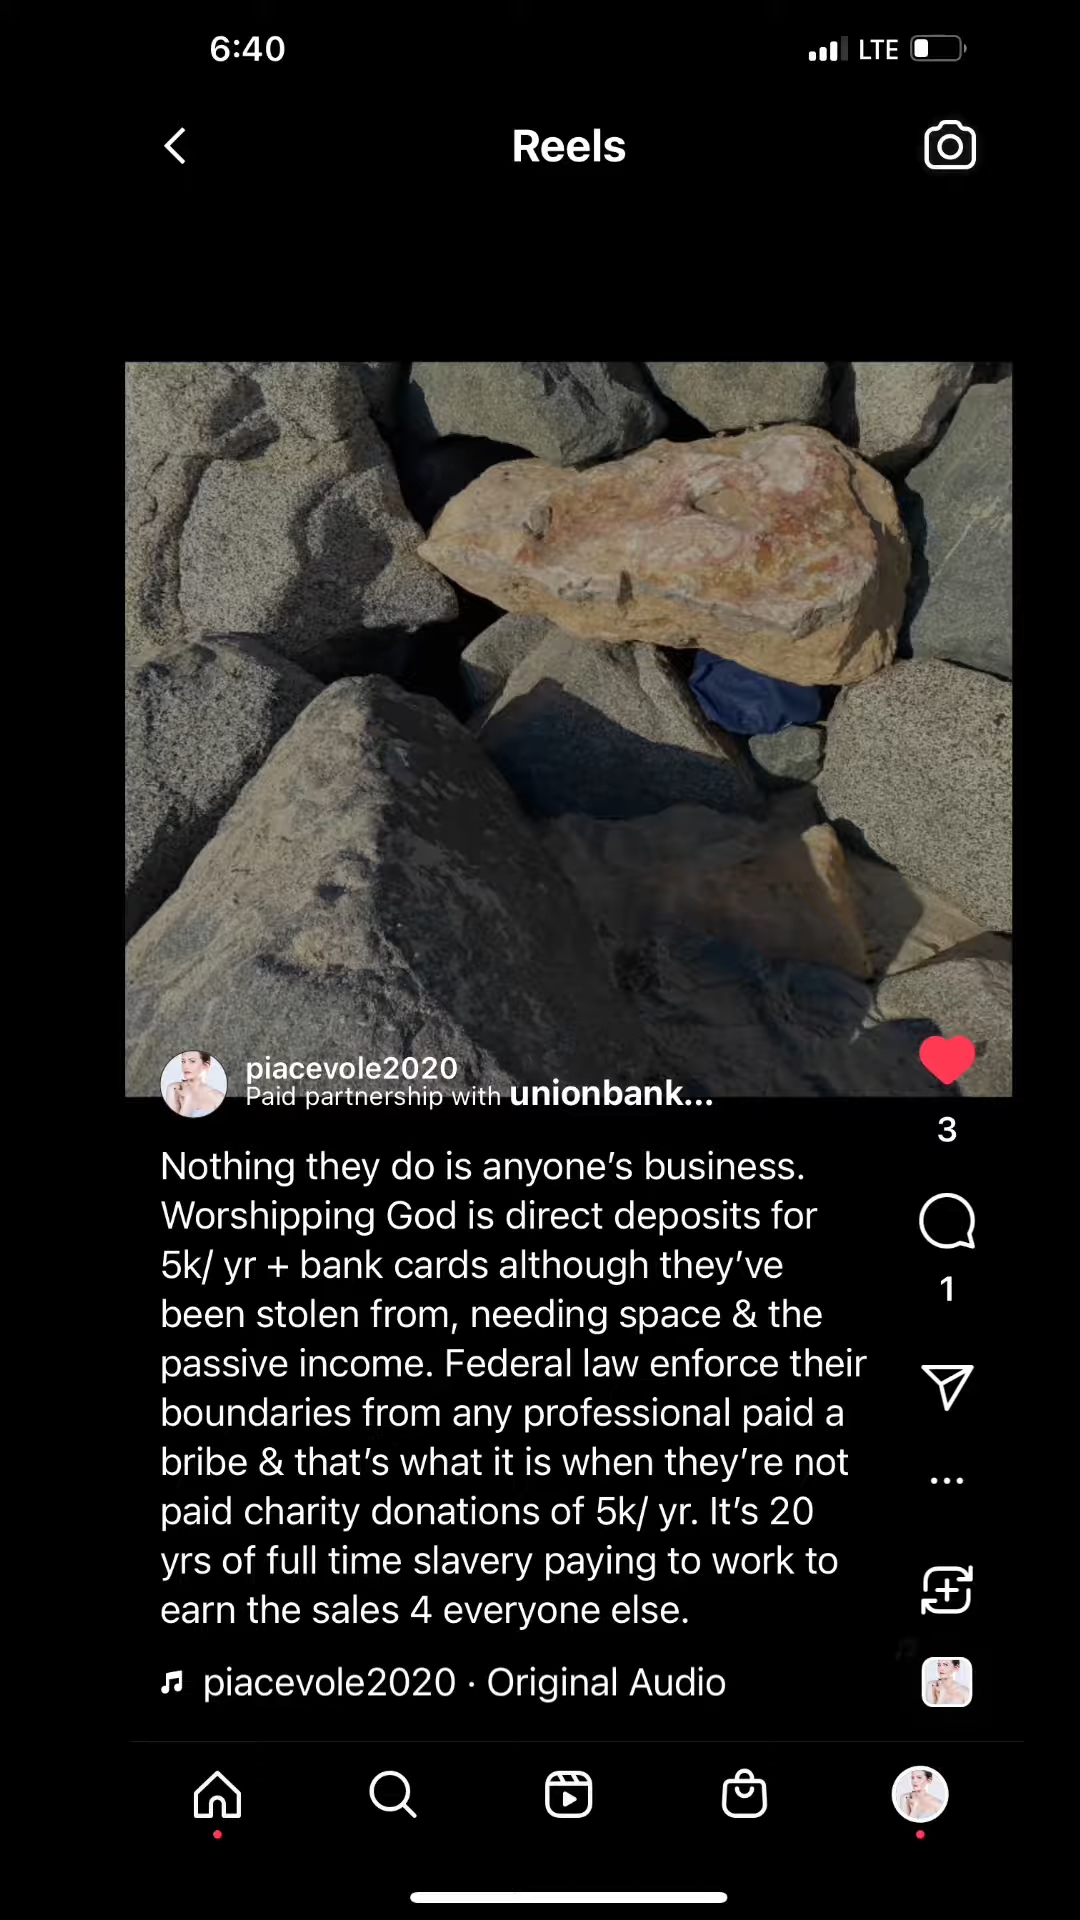 6:40
LTE
Reels
piacevole2020
Paid partnership with unionbank...
3
Nothing they do is anyone’s business.
Worshipping God is direct deposits for
5k/ yr + bank cards although they’ve
been stolen from, needing space & the
passive income. Federal law enforce their
boundaries from any professional paid a
bribe & that’s what it is when they’re not
paid charity donations of 5k/ yr. It’s 20
yrs of full time slavery paying to work to
earn the sales 4 everyone else.
1
...
piacevole2020 · Original Audio